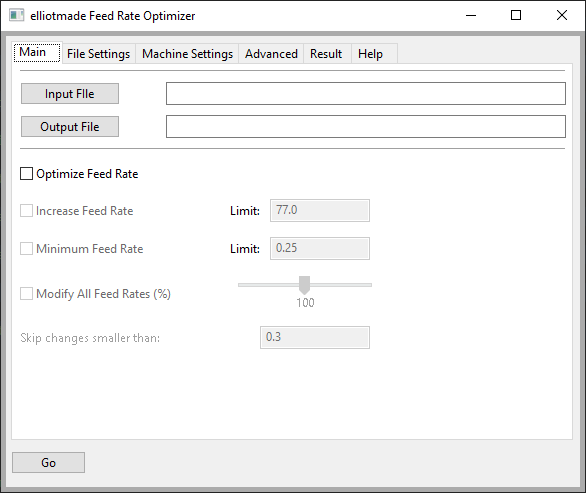 elliotmade Feed Rate Optimizer
Main File Settings Machine Settings Advanced Result Help
Input FIle
Output File
Optimize Feed Rate
Increase Feed Rate Limit: 77.0
Minimum Feed Rate Limit: 0.25
Modify All Feed Rates (%)
100
Skip changes smaller than: 0.3
Go